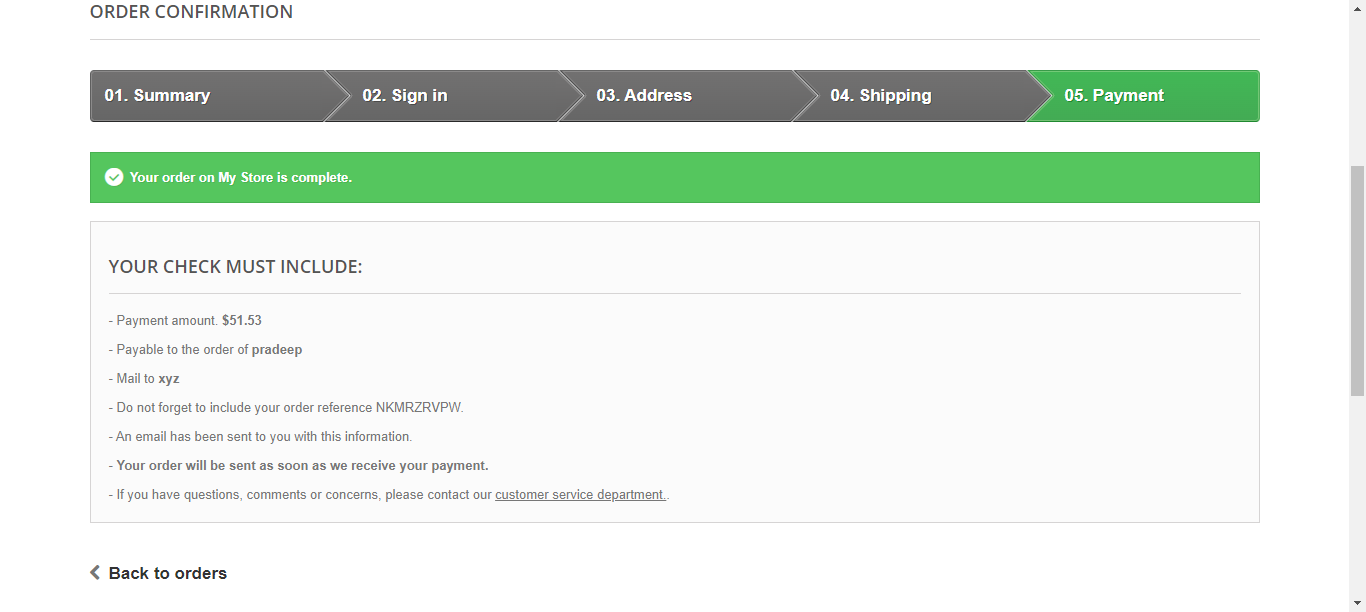 ORDER CONFIRMATION
01. Summary
02. Sign in
03. Address
04. Shipping
05. Payment
Your order on My Store is complete.
YOUR CHECK MUST INCLUDE:
- Payment amount. $51.53
- Payable to the order of pradeep
- Mail to xyz
- Do not forget to include your order reference NKMRZRVPW.
- An email has been sent to you with this information.
- Your order will be sent as soon as we receive your payment.
- If you have questions, comments or concerns, please contact our customer service department..
Back to orders